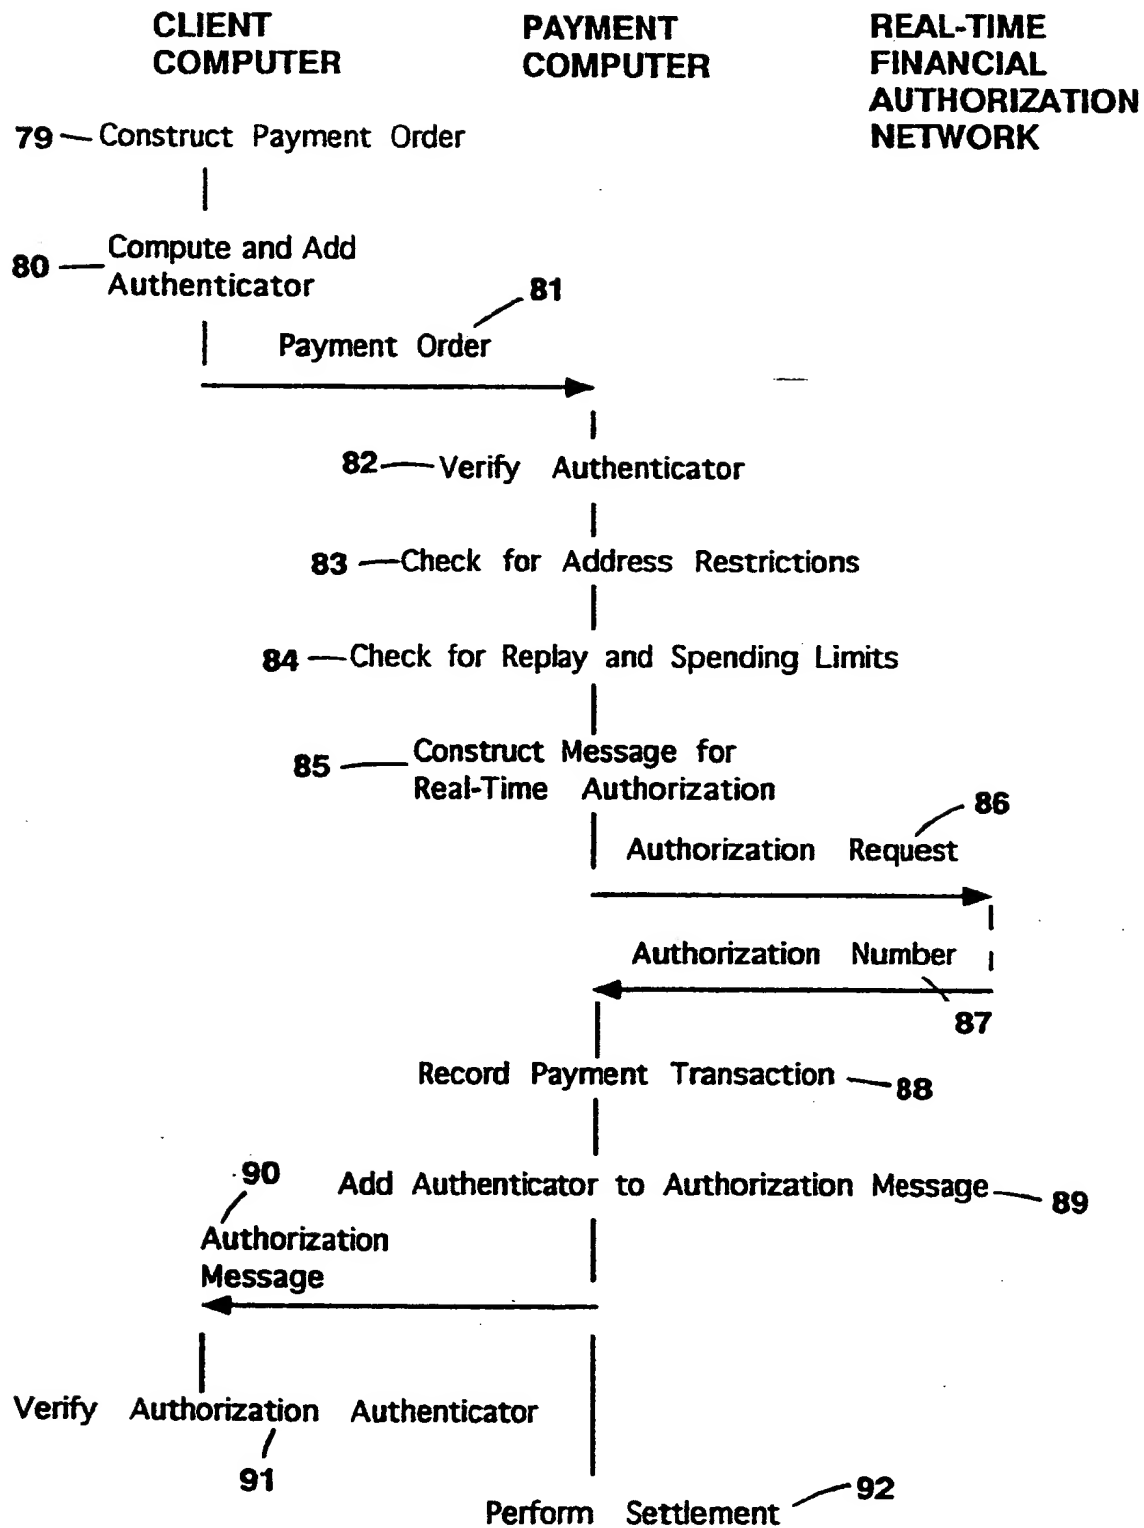 CLIENT
COMPUTER
PAYMENT
COMPUTER
REAL-TIME
FINANCIAL
AUTHORIZATION
NETWORK
79 Construct Payment Order
80 Compute and Add
Authenticator
81
Payment Order
82 Verify Authenticator
83 Check for Address Restrictions
84 Check for Replay and Spending Limits
85 Construct Message for
Real-Time Authorization
86
Authorization Request
Authorization Number
87
Record Payment Transaction 88
90
Add Authenticator to Authorization Message 89
Authorization
Message
Verify Authorization Authenticator
91
92
Perform Settlement